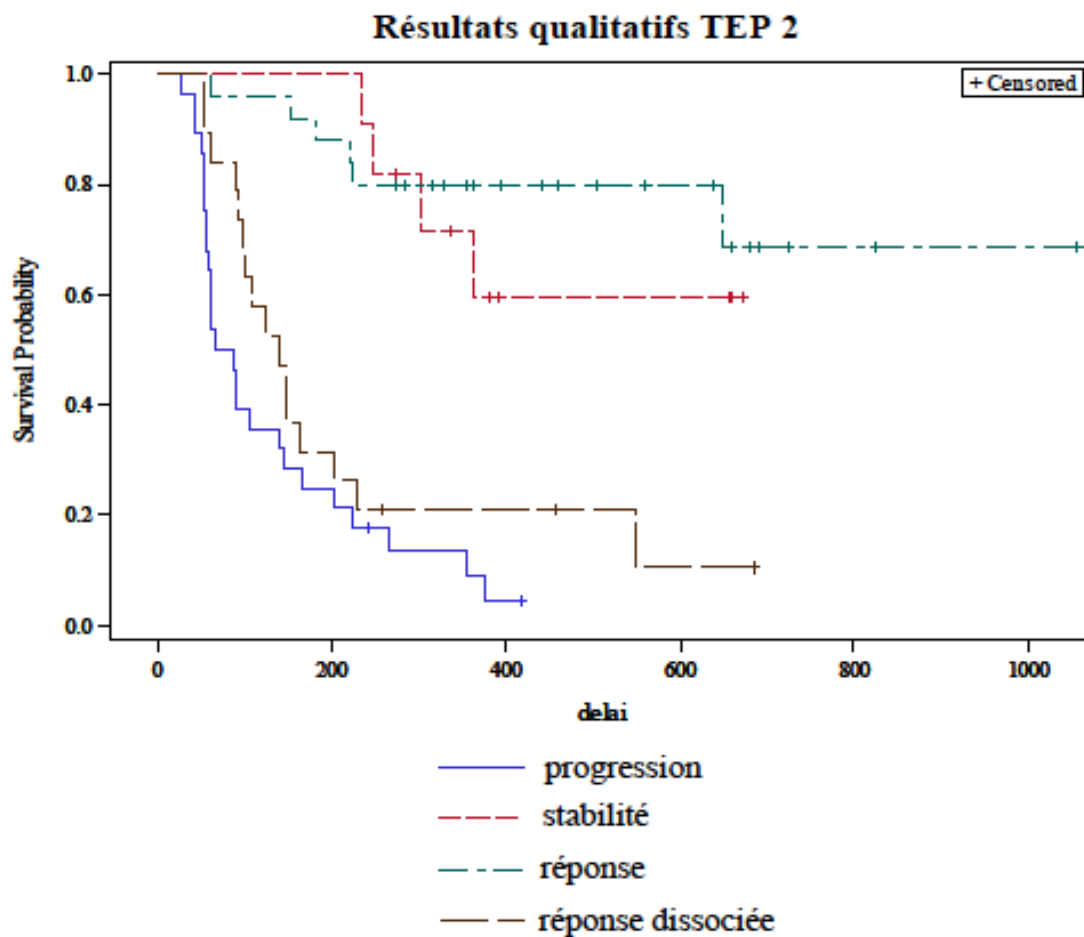 Résultats qualitatifs TEP 2
+ Censored
Survival Probability
1.0
0.8
0.6
0.4
0.2
0.0
0 200 400 600 800 1000
delai
progression
stabilité
réponse
réponse dissociée